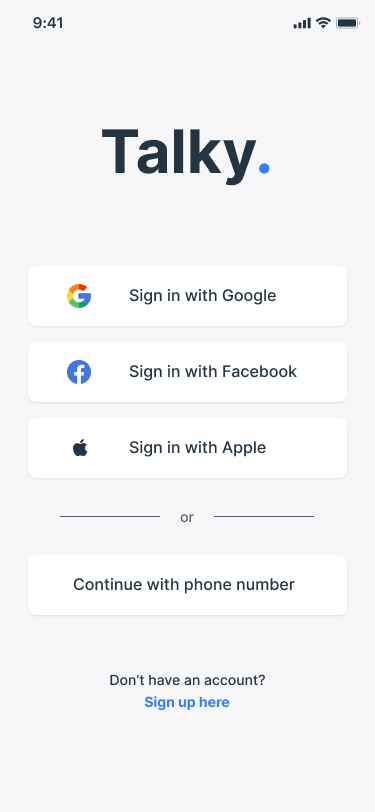 9:41
Talky.
Sign in with Google
Sign in with Facebook
Sign in with Apple
or
Continue with phone number
Don’t have an account?
Sign up here